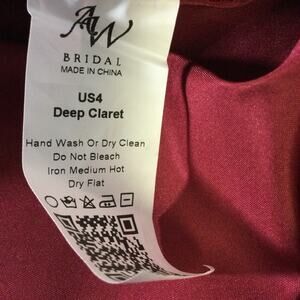 AW
BRIDAL
MADE IN CHINA
US4
Deep Claret
Hand Wash Or Dry Clean
Do Not Bleach
Iron Medium Hot
Dry Flat